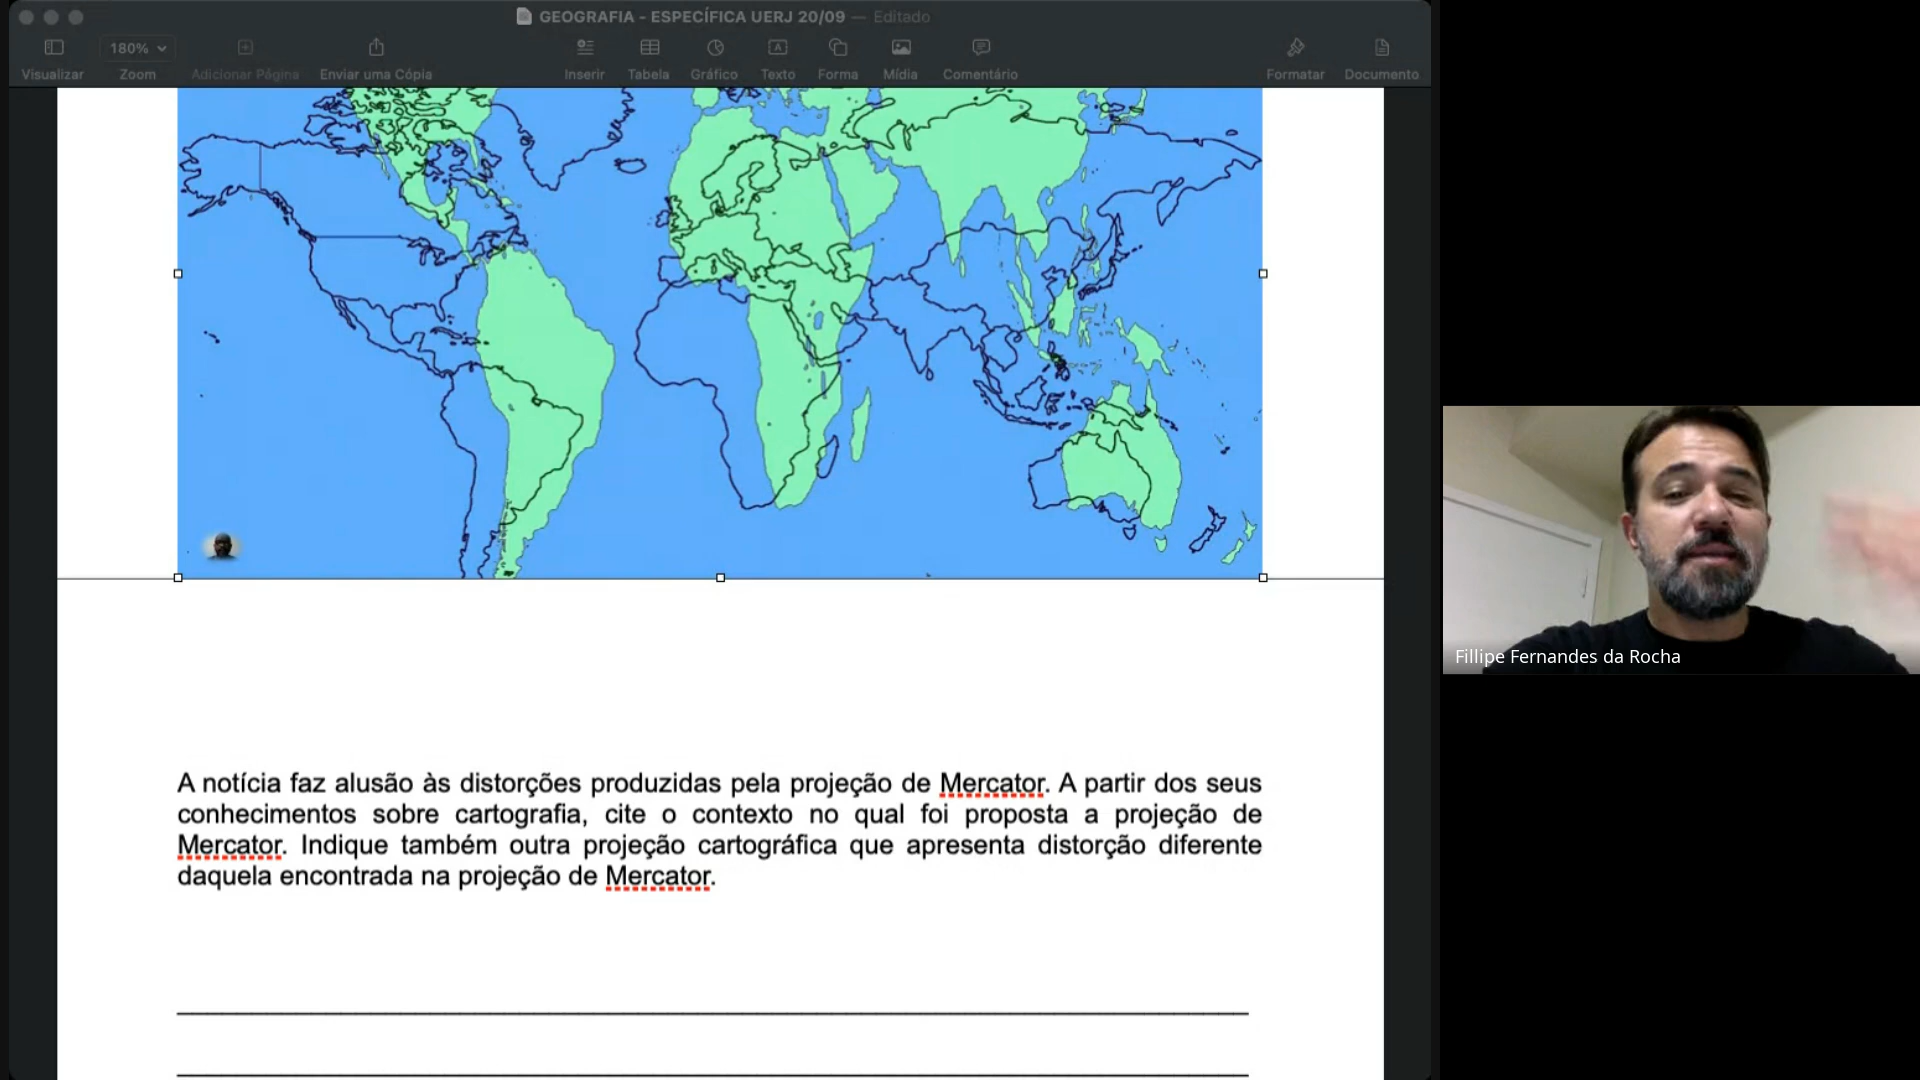 GEOGRAFIA - ESPECÍFICA UERJ 20/09 — Editado
180%
Visualizar
Zoom
Adicionar Página
Enviar uma Cópia
Inserir
Tabela
Gráfico
Texto
Forma
Mídia
Comentário
Formatar
Documento
A notícia faz alusão às distorções produzidas pela projeção de Mercator. A partir dos seus
conhecimentos sobre cartografia, cite o contexto no qual foi proposta a projeção de
Mercator. Indique também outra projeção cartográfica que apresenta distorção diferente
daquela encontrada na projeção de Mercator.
Fillipe Fernandes da Rocha